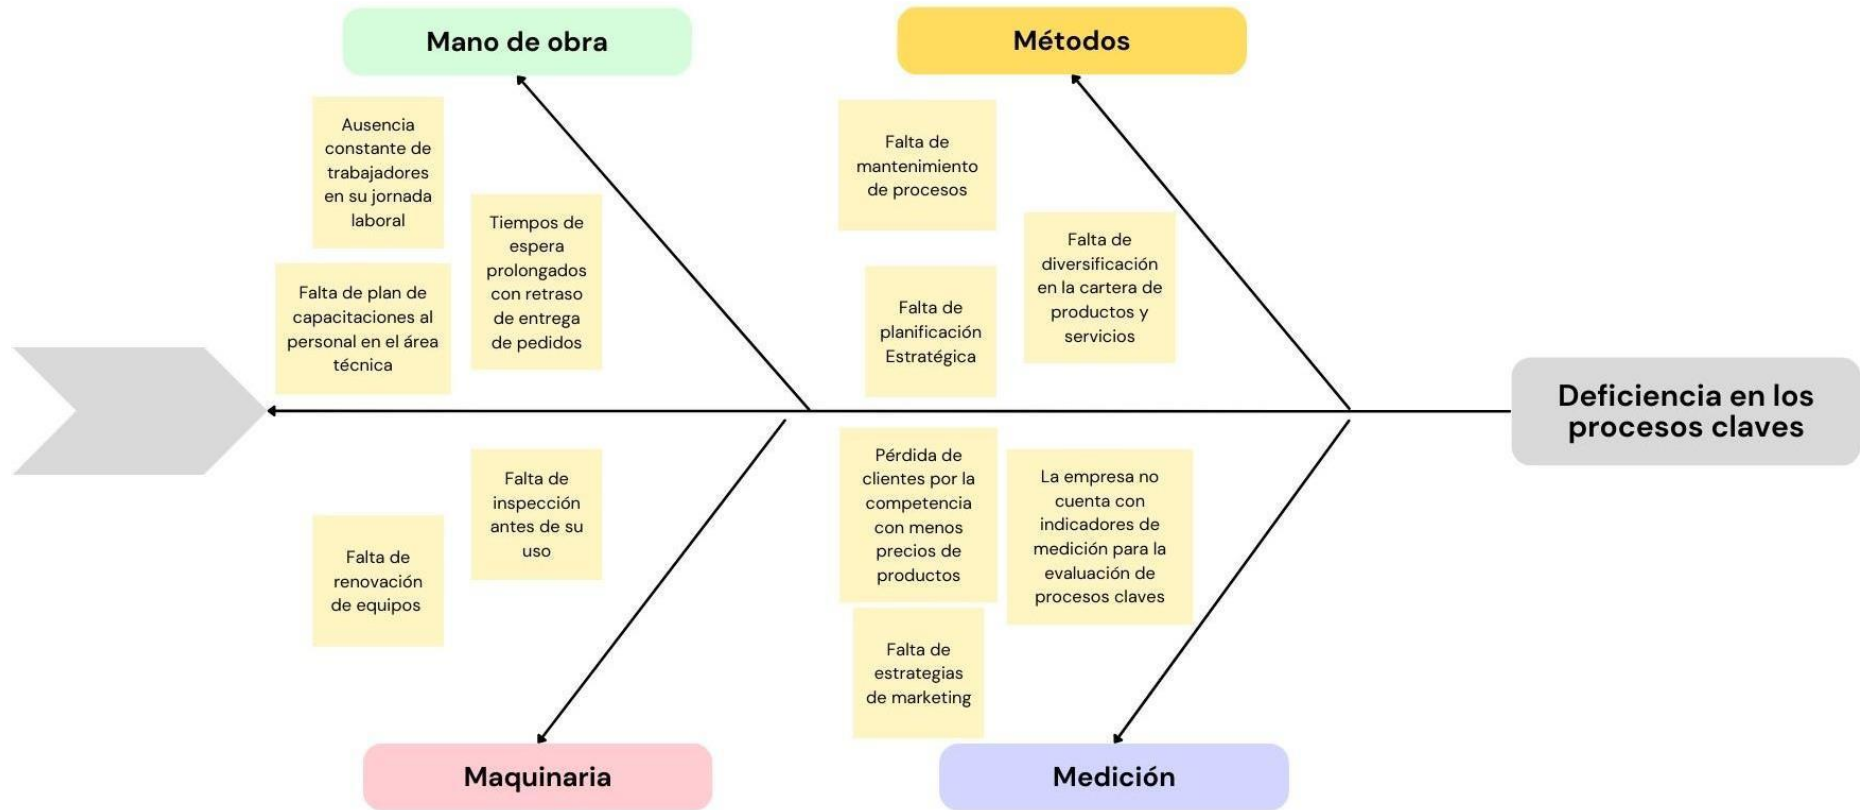 Mano de obra
Métodos
Ausencia
constante de
trabajadores
en su jornada
laboral
Tiempos de
espera
prolongados
con retraso
de entrega
de pedidos
Falta de plan de
capacitaciones al
personal en el área
técnica
Falta de
mantenimiento
de procesos
Falta de
diversificación
en la cartera de
productos y
servicios
Falta de
planificación
Estratégica
Deficiencia en los
procesos claves
Falta de
inspección
antes de su
uso
Falta de
renovación
de equipos
Pérdida de
clientes por la
competencia
con menos
precios de
productos
La empresa no
cuenta con
indicadores de
medición para la
evaluación de
procesos claves
Falta de
estrategias
de marketing
Maquinaria
Medición